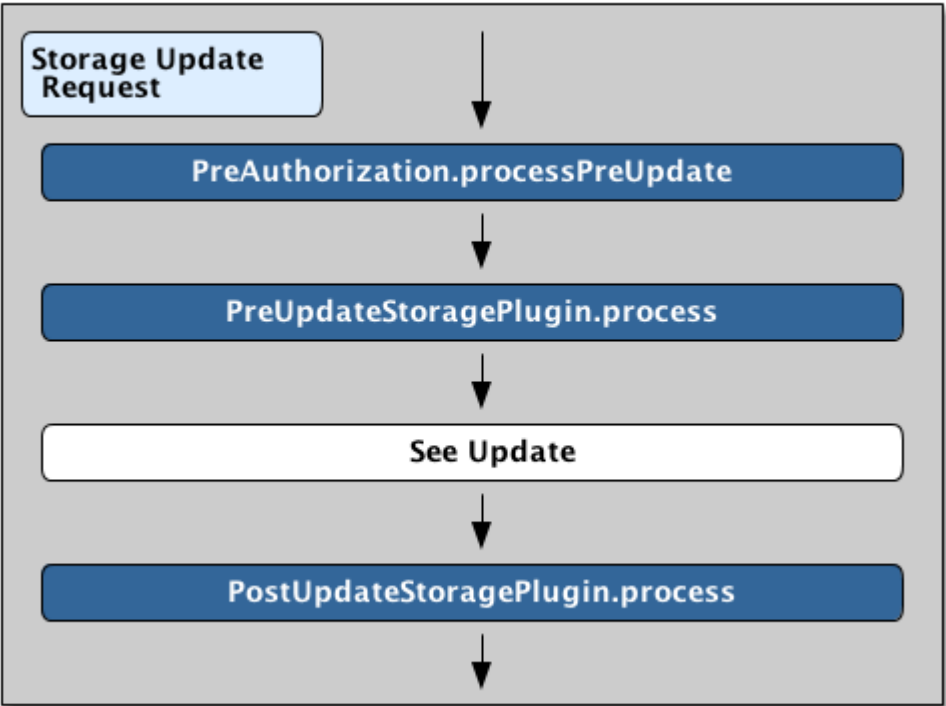 Storage Update
Request
PreAuthorization.processPreUpdate
PreUpdateStoragePlugin.process
See Update
PostUpdateStoragePlugin.process